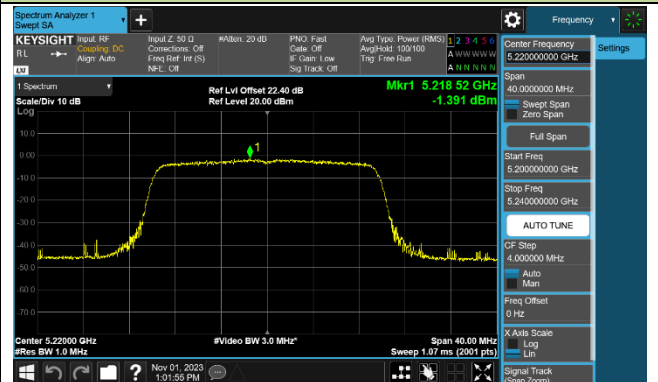 Spectrum Analyzer 1
Swept SA
Frequency
KEYSIGHT
RL
LXI
Input: RF
Coupling: DC
Align: Auto
Input Z: 50 Ω
Corrections: Off
Freq Ref: Int (S)
NFE: Off
#Atten: 20 dB
PNO: Fast
Gate: Off
IF Gain: Low
Sig Track: Off
Avg Type: Power (RMS)
Avg|Hold: 100/100
Trig: Free Run
1 2 3 4 5 6
A W W W W W
A N N N N N
1 Spectrum
Scale/Div 10 dB
Log
Ref Lvl Offset 22.40 dB
Ref Level 20.00 dBm
Mkr1 5.218 52 GHz
-1.391 dBm
1
10.0
0.00
-10.0
-20.0
-30.0
-40.0
-50.0
-60.0
-70.0
Center 5.22000 GHz
#Res BW 1.0 MHz
#Video BW 3.0 MHz*
Span 40.00 MHz
Sweep 1.07 ms (2001 pts)
Nov 01, 2023
1:01:55 PM
Center Frequency
5.220000000 GHz
Settings
Span
40.0000000 MHz
Swept Span
Zero Span
Full Span
Start Freq
5.200000000 GHz
Stop Freq
5.240000000 GHz
AUTO TUNE
CF Step
4.000000 MHz
Auto
Man
Freq Offset
0 Hz
X Axis Scale
Log
Lin
Signal Track
(Span Zoom)